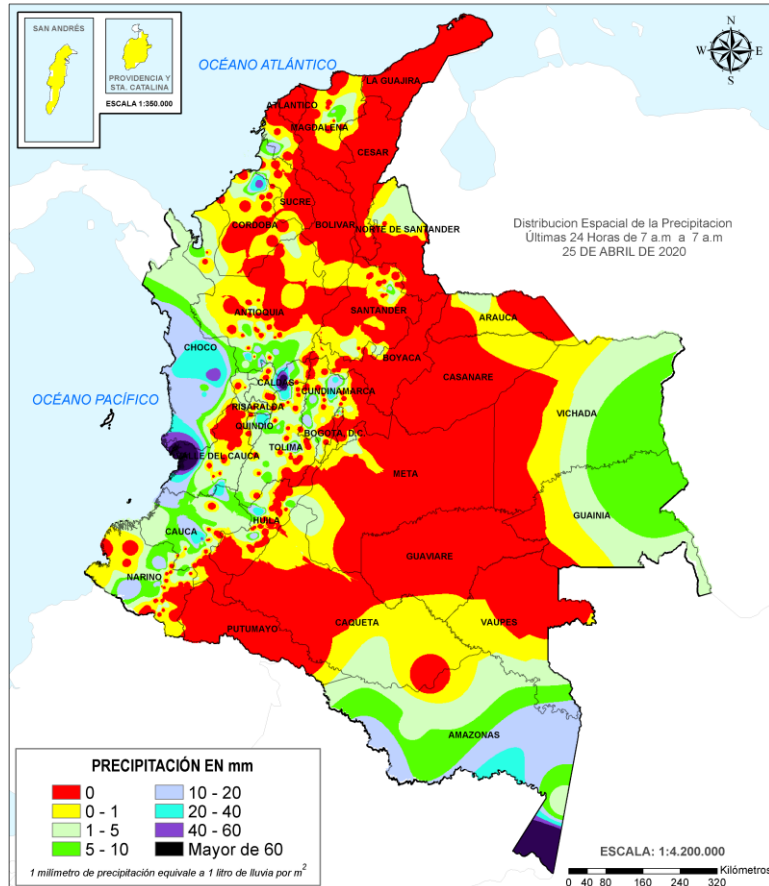 SAN ANDRÉS
PROVIDENCIA Y
STA. CATALINA
ESCALA 1:350.000
OCÉANO ATLÁNTICO
N
W E
S
LA GUAJIRA
ATLANTICO
MAGDALENA
CESAR
SUCRE
CORDOBA
BOLIVAR
NORTE DE SANTANDER
Distribucion Espacial de la Precipitacion
Últimas 24 Horas de 7 a.m a 7 a.m
25 DE ABRIL DE 2020
ANTIOQUIA
SANTANDER
ARAUCA
CHOCO
BOYACA
CASANARE
OCÉANO PACÍFICO
CALDAS
CUNDINAMARCA
RISARALDA
VICHADA
QUINDIO
BOGOTA, D.C.
TOLIMA
VALLE DEL CAUCA
META
GUAINIA
HUILA
CAUCA
GUAVIARE
NARINO
PUTUMAYO
CAQUETA
VAUPES
AMAZONAS
PRECIPITACIÓN EN mm
0
0 - 1
1 - 5
5 - 10
10 - 20
20 - 40
40 - 60
Mayor de 60
1 milímetro de precipitación equivale a 1 litro de lluvia por m²
ESCALA: 1:4.200.000
Kilómetros
0 40 80 160 240 320